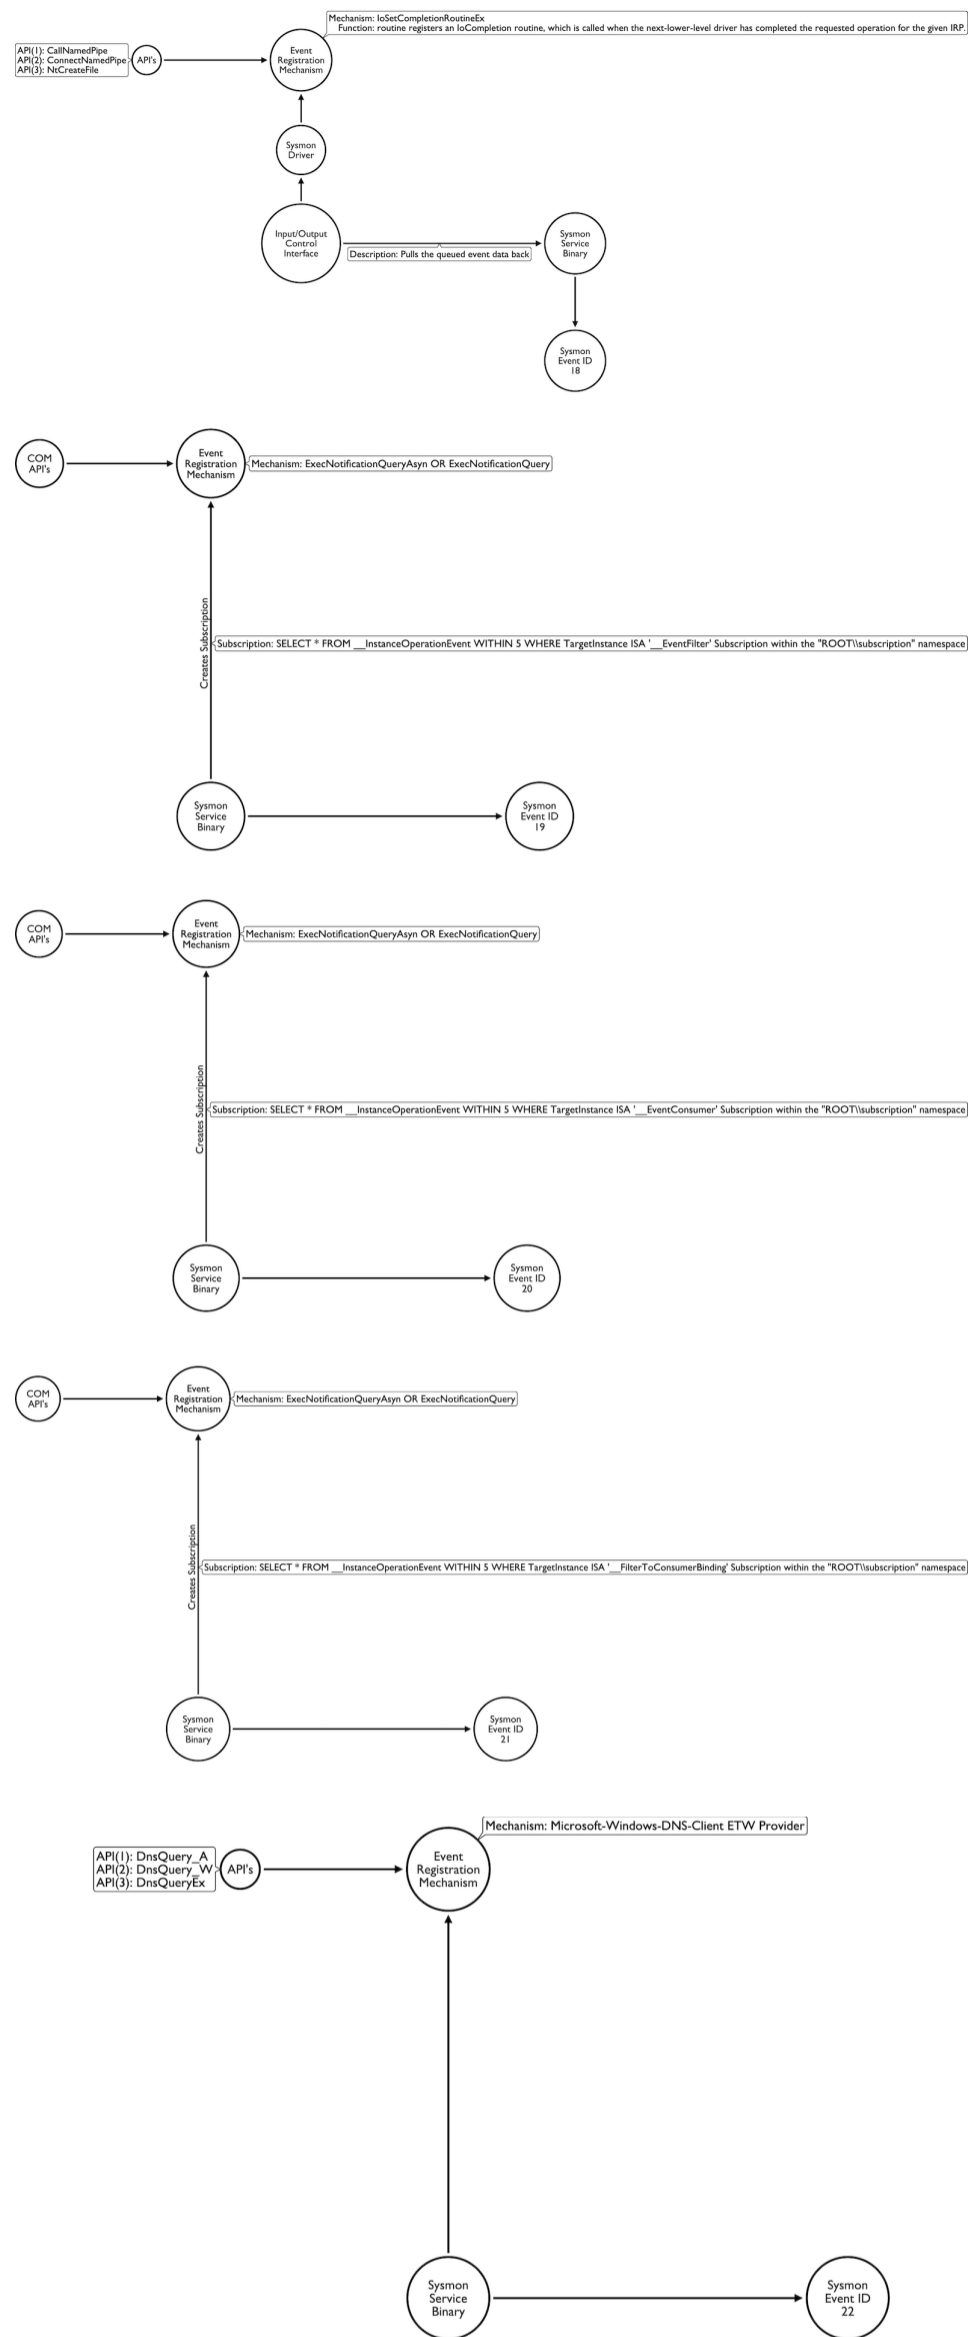 Mechanism: IoSetCompletionRoutineEx
Function: routine registers an IoCompletion routine, which is called when the next-lower-level driver has completed the requested operation for the given IRP.
API(1): CallNamedPipe
API(2): ConnectNamedPipe
API(3): NtCreateFile
API's
Event
Registration
Mechanism
Sysmon
Driver
Input/Output
Control
Interface
Description: Pulls the queued event data back
Sysmon
Service
Binary
Sysmon
Event ID
18
COM
API's
Event
Registration
Mechanism
Mechanism: ExecNotificationQueryAsyn OR ExecNotificationQuery
Creates Subscription
Subscription: SELECT * FROM __InstanceOperationEvent WITHIN 5 WHERE TargetInstance ISA '__EventFilter' Subscription within the "ROOT\\subscription" namespace
Sysmon
Service
Binary
Sysmon
Event ID
19
COM
API's
Event
Registration
Mechanism
Mechanism: ExecNotificationQueryAsyn OR ExecNotificationQuery
Creates Subscription
Subscription: SELECT * FROM __InstanceOperationEvent WITHIN 5 WHERE TargetInstance ISA '__EventConsumer' Subscription within the "ROOT\\subscription" namespace
Sysmon
Service
Binary
Sysmon
Event ID
20
COM
API's
Event
Registration
Mechanism
Mechanism: ExecNotificationQueryAsyn OR ExecNotificationQuery
Creates Subscription
Subscription: SELECT * FROM __InstanceOperationEvent WITHIN 5 WHERE TargetInstance ISA '__FilterToConsumerBinding' Subscription within the "ROOT\\subscription" namespace
Sysmon
Service
Binary
Sysmon
Event ID
21
Mechanism: Microsoft-Windows-DNS-Client ETW Provider
API(1): DnsQuery_A
API(2): DnsQuery_W
API(3): DnsQueryEx
API's
Event
Registration
Mechanism
Sysmon
Service
Binary
Sysmon
Event ID
22